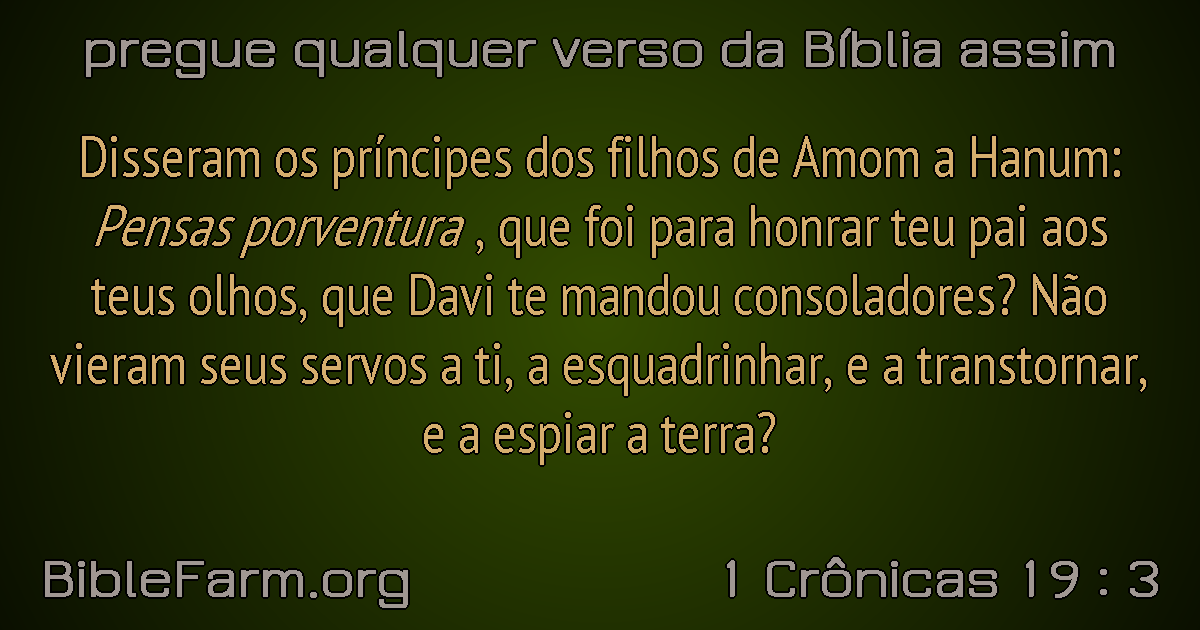 pregue qualquer verso da Bíblia assim
Disseram os príncipes dos filhos de Amom a Hanum:
Pensas porventura , que foi para honrar teu pai aos
teus olhos, que Davi te mandou consoladores? Não
vieram seus servos a ti, a esquadrinhar, e a transtornar,
e a espiar a terra?
BibleFarm.org
1 Crônicas 19 : 3